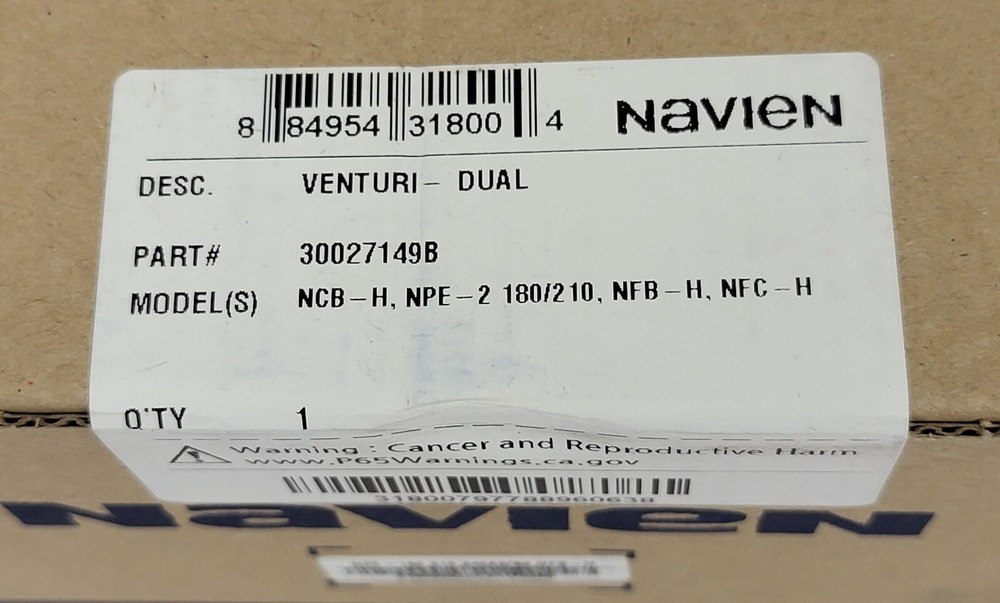 8 84954 31800 4 NAVIEN
DESC. VENTURI- DUAL
PART# 30027149B
MODEL(S) NCB-H, NPE-2 180/210, NFB-H, NFC-H
Q'TY 1
Warning : Cancer and Reproductive Harm
www.P65Warnings.ca.gov
31800797788960638
NAVIEN